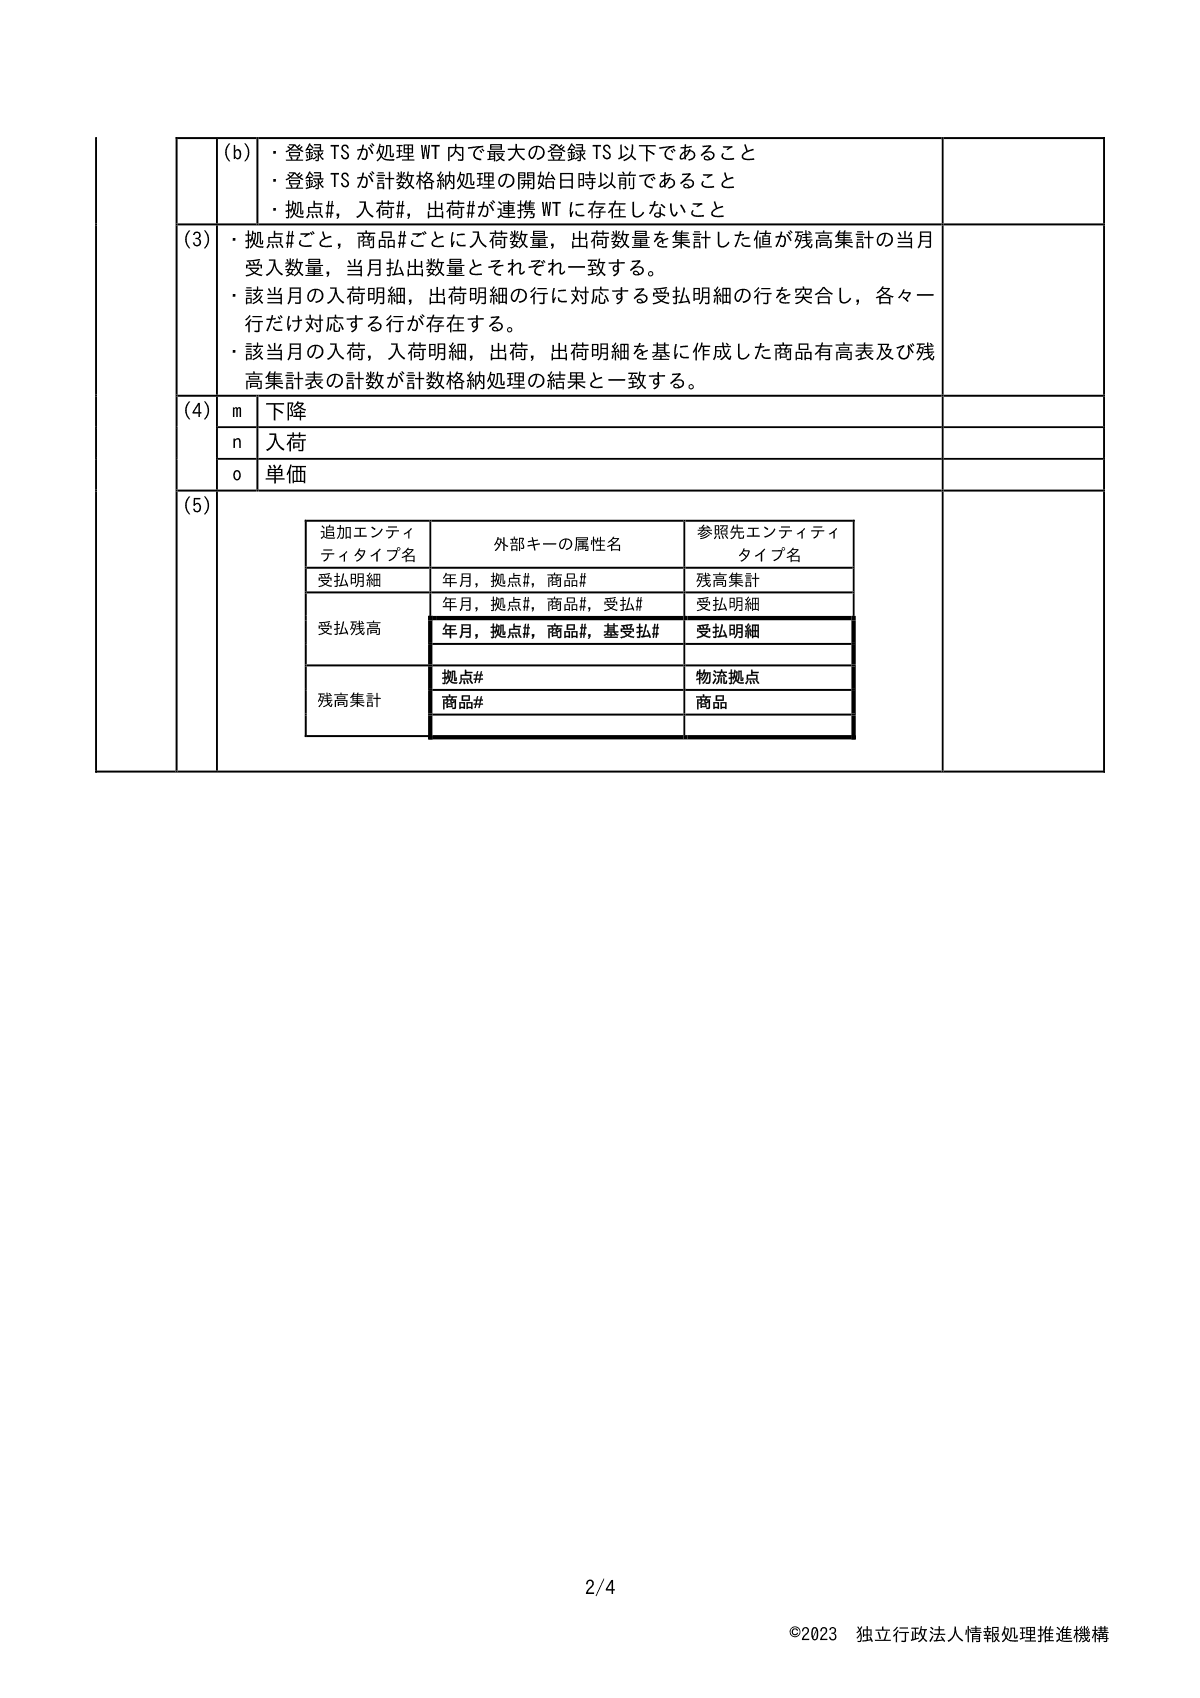 (b) ・登録 TS が処理 WT 内で最大の登録 TS 以下であること
・登録 TS が計数格納処理の開始日時以前であること
・拠点#，入荷#，出荷#が連携 WT に存在しないこと
(3) ・拠点#ごと，商品#ごとに入荷数量，出荷数量を集計した値が残高集計の当月
受入数量，当月払出数量とそれぞれ一致する。
・該当月の入荷明細，出荷明細の行に対応する受払明細の行を突合し，各々一
行だけ対応する行が存在する。
・該当月の入荷，入荷明細，出荷，出荷明細を基に作成した商品有高表及び残
高集計表の計数が計数格納処理の結果と一致する。
(4) m 下降
n 入荷
o 単価
(5)
追加エンティ
ティタイプ名
外部キーの属性名
参照先エンティティ
タイプ名
受払明細 年月，拠点#，商品# 残高集計
受払残高
年月，拠点#，商品#，受払# 受払明細
年月，拠点#，商品#，基受払# 受払明細
残高集計
拠点# 物流拠点
商品# 商品
2/4
©2023 独立行政法人情報処理推進機構